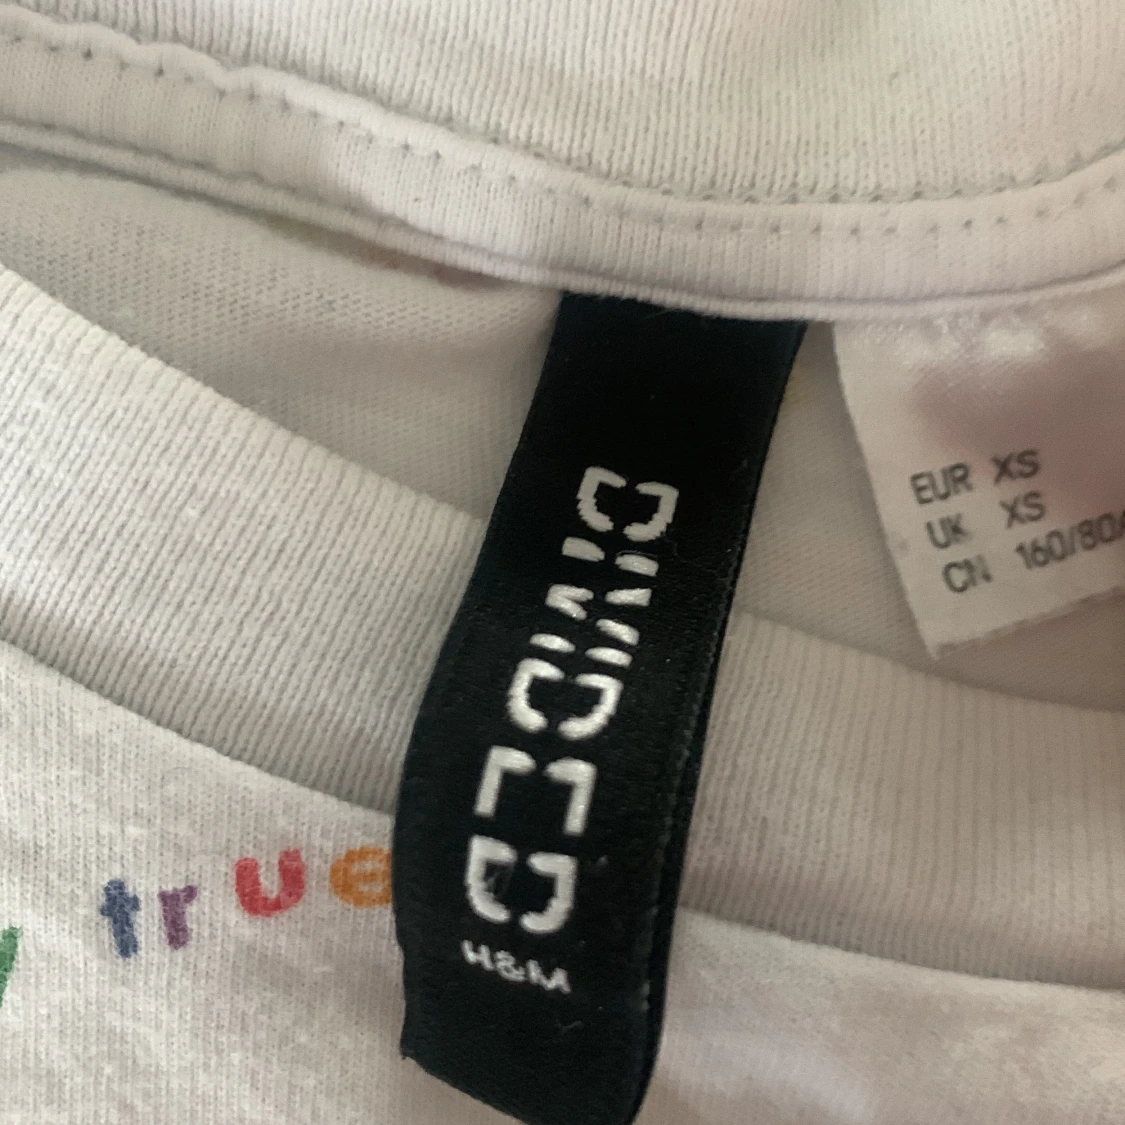 DIVIDED
H&M
EUR XS
UK XS
CN 160/80
true